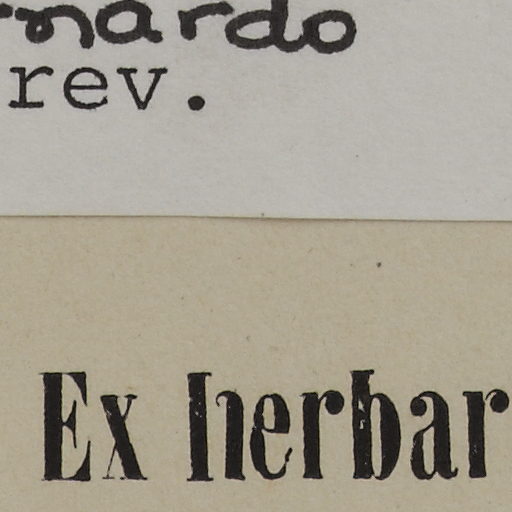 rnardo
rev.
Ex herbar